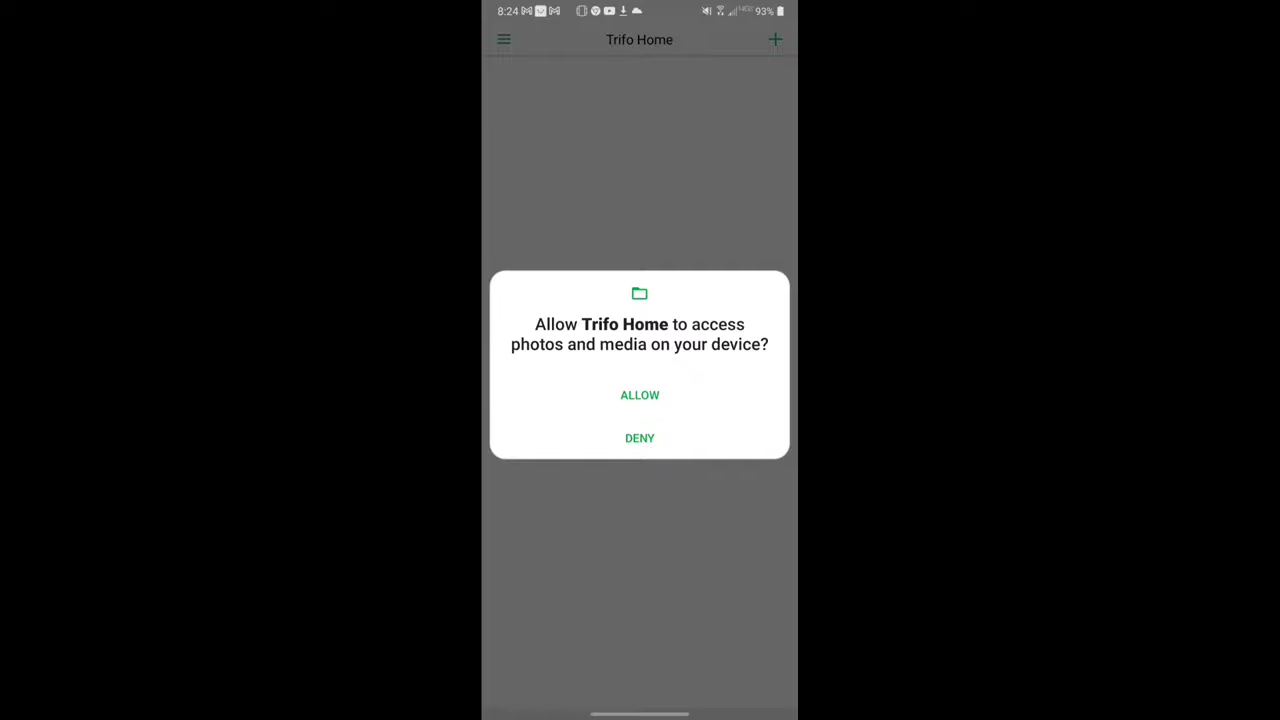 8:24 93%
Trifo Home
Allow Trifo Home to access
photos and media on your device?
ALLOW
DENY